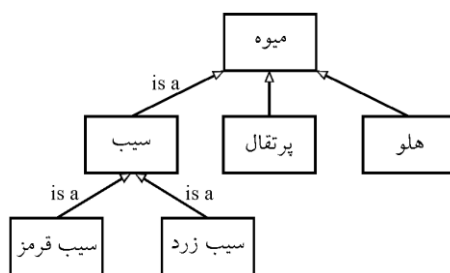 میوه
is a
سیب
پرتقال
هلو
is a
is a
سیب قرمز
سیب زرد